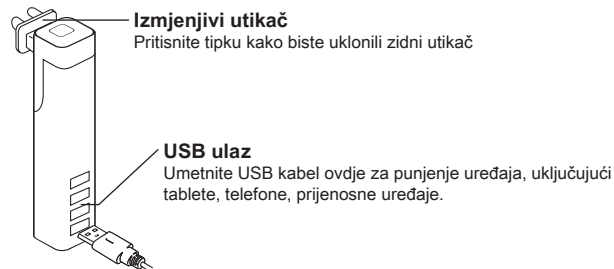 Izmjenjivi utikač
Pritisnite tipku kako biste uklonili zidni utikač
USB ulaz
Umetnite USB kabel ovdje za punjenje uređaja, uključujući
tablete, telefone, prijenosne uređaje.